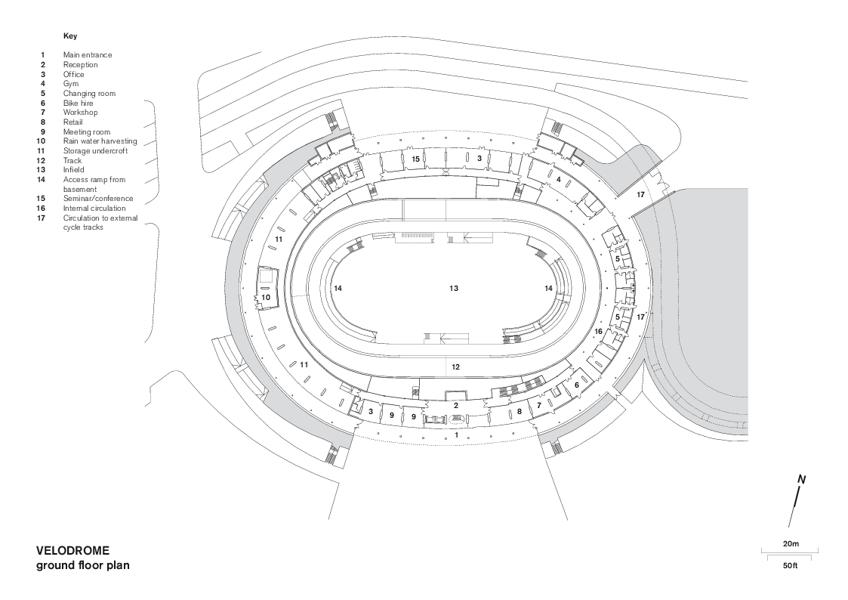 Key
1 Main entrance
2 Reception
3 Office
4 Gym
5 Changing room
6 Bike hire
7 Workshop
8 Retail
9 Meeting room
10 Rain water harvesting
11 Storage undercroft
12 Track
13 Infield
14 Access ramp from
basement
15 Seminar/conference
16 Internal circulation
17 Circulation to external
cycle tracks
15
3
4
17
11
5
10
14
13
14
5
17
16
11
12
6
3
9
9
2
8
7
1
N
20m
50ft
VELODROME
ground floor plan